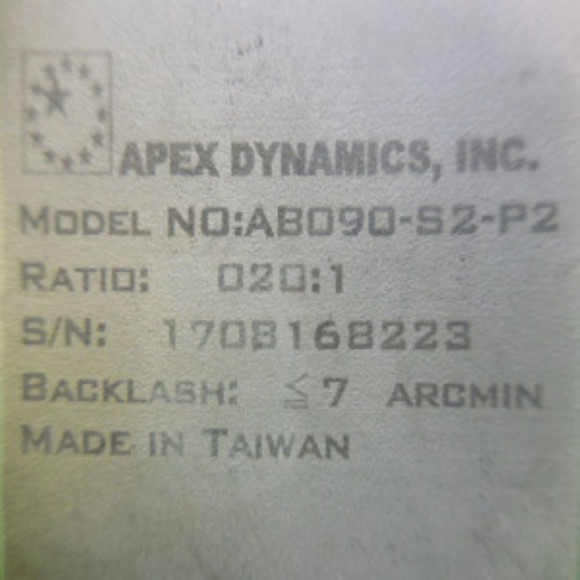 APEX DYNAMICS, INC.
MODEL NO:AB090-S2-P2
RATIO: 020:1
S/N: 1708168223
BACKLASH: ≦7 ARCMIN
MADE IN TAIWAN